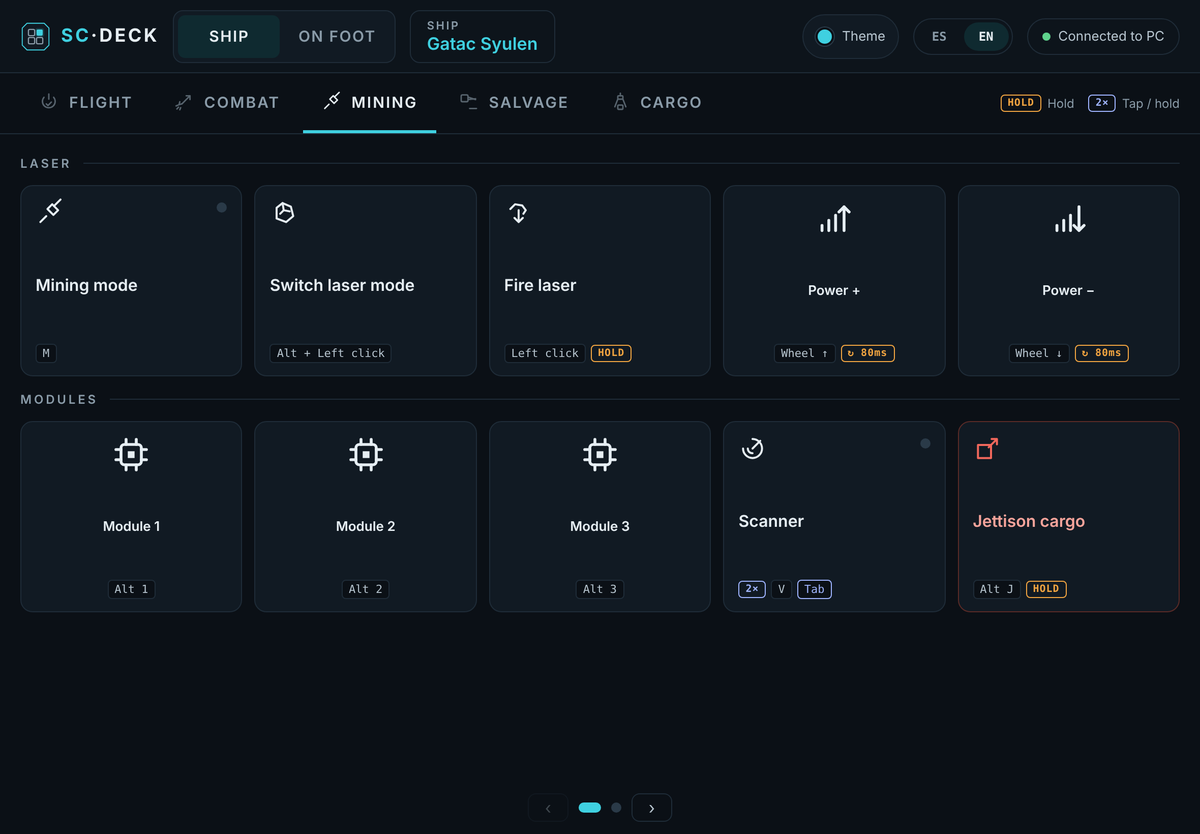 SC·DECK
SHIP
ON FOOT
SHIP
Gatac Syulen
Theme
ES
EN
Connected to PC
FLIGHT
COMBAT
MINING
SALVAGE
CARGO
HOLD Hold
2× Tap / hold
LASER
Mining mode
M
Switch laser mode
Alt + Left click
Fire laser
Left click HOLD
Power +
Wheel ↑ ↻ 80ms
Power −
Wheel ↓ ↻ 80ms
MODULES
Module 1
Alt 1
Module 2
Alt 2
Module 3
Alt 3
Scanner
2× V Tab
Jettison cargo
Alt J HOLD
‹ ›